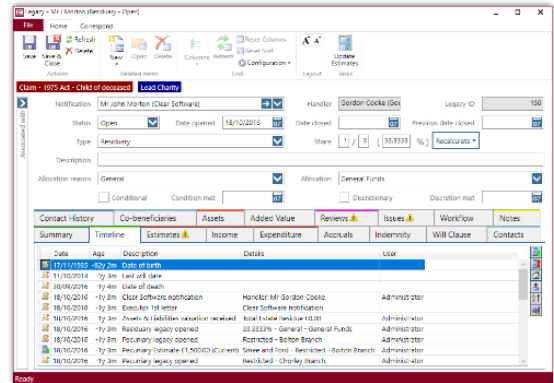 Legacy - Mr I Morton (Residuary - Open)
File Home Correspond
Save Save & Close Refresh Delete New Open Delete Columns Refresh Reset Columns Reset Sort Configuration Update Estimates
Actions Related items Grid Layout Tasks
Claim - 1975 Act - Child of deceased Lead Charity
Associated with
Notification Mr John Morton (Clear Software) Handler Gordon Cooke (Gor Legacy ID 150
Status Open Date opened 18/10/2016 Date closed Previous date closed
Type Residuary Share 1 / 3 ( 33.3333 % ) Recalculate
Description
Allocation reason General Allocation General Funds
Conditional Condition met Discretionary Discretion met
Contact History Co-beneficiaries Assets Added Value Reviews Issues Workflow Notes
Summary Timeline Estimates Income Expenditure Accruals Indemnity Will Clause Contacts
Date Age Description Details User
17/11/1935 -82y 2m Date of birth
11/10/2014 -3y 3m Last will date
30/09/2016 -1y 4m Date of death
18/10/2016 -1y 3m Clear Software notification Handler: Mr Gordon Cooke Administrator
18/10/2016 -1y 3m Executor 1st letter Clear Software notification
18/10/2016 -1y 3m Assets & Liabilities valuation received Total Estate Residue £0.00 Administrator
18/10/2016 -1y 3m Residuary legacy opened 33.3333% - General - General Funds Administrator
18/10/2016 -1y 3m Pecuniary legacy opened Restricted - Bolton Branch Administrator
18/10/2016 -1y 3m Pecuniary Estimate £1,500.00 (Current) Smee and Ford - Restricted - Bolton Branch Administrator
18/10/2016 -1y 3m Pecuniary legacy opened Restricted - Chorley Branch Administrator
Ready